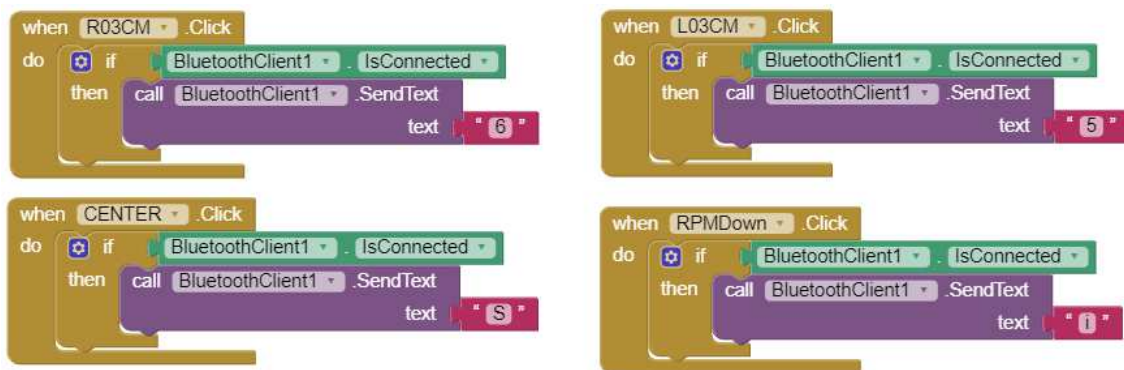 when R03CM .Click
do if BluetoothClient1 . IsConnected
then call BluetoothClient1 .SendText
text " 6 "
when L03CM .Click
do if BluetoothClient1 . IsConnected
then call BluetoothClient1 .SendText
text " 5 "
when CENTER .Click
do if BluetoothClient1 . IsConnected
then call BluetoothClient1 .SendText
text " S "
when RPMDown .Click
do if BluetoothClient1 . IsConnected
then call BluetoothClient1 .SendText
text " i "